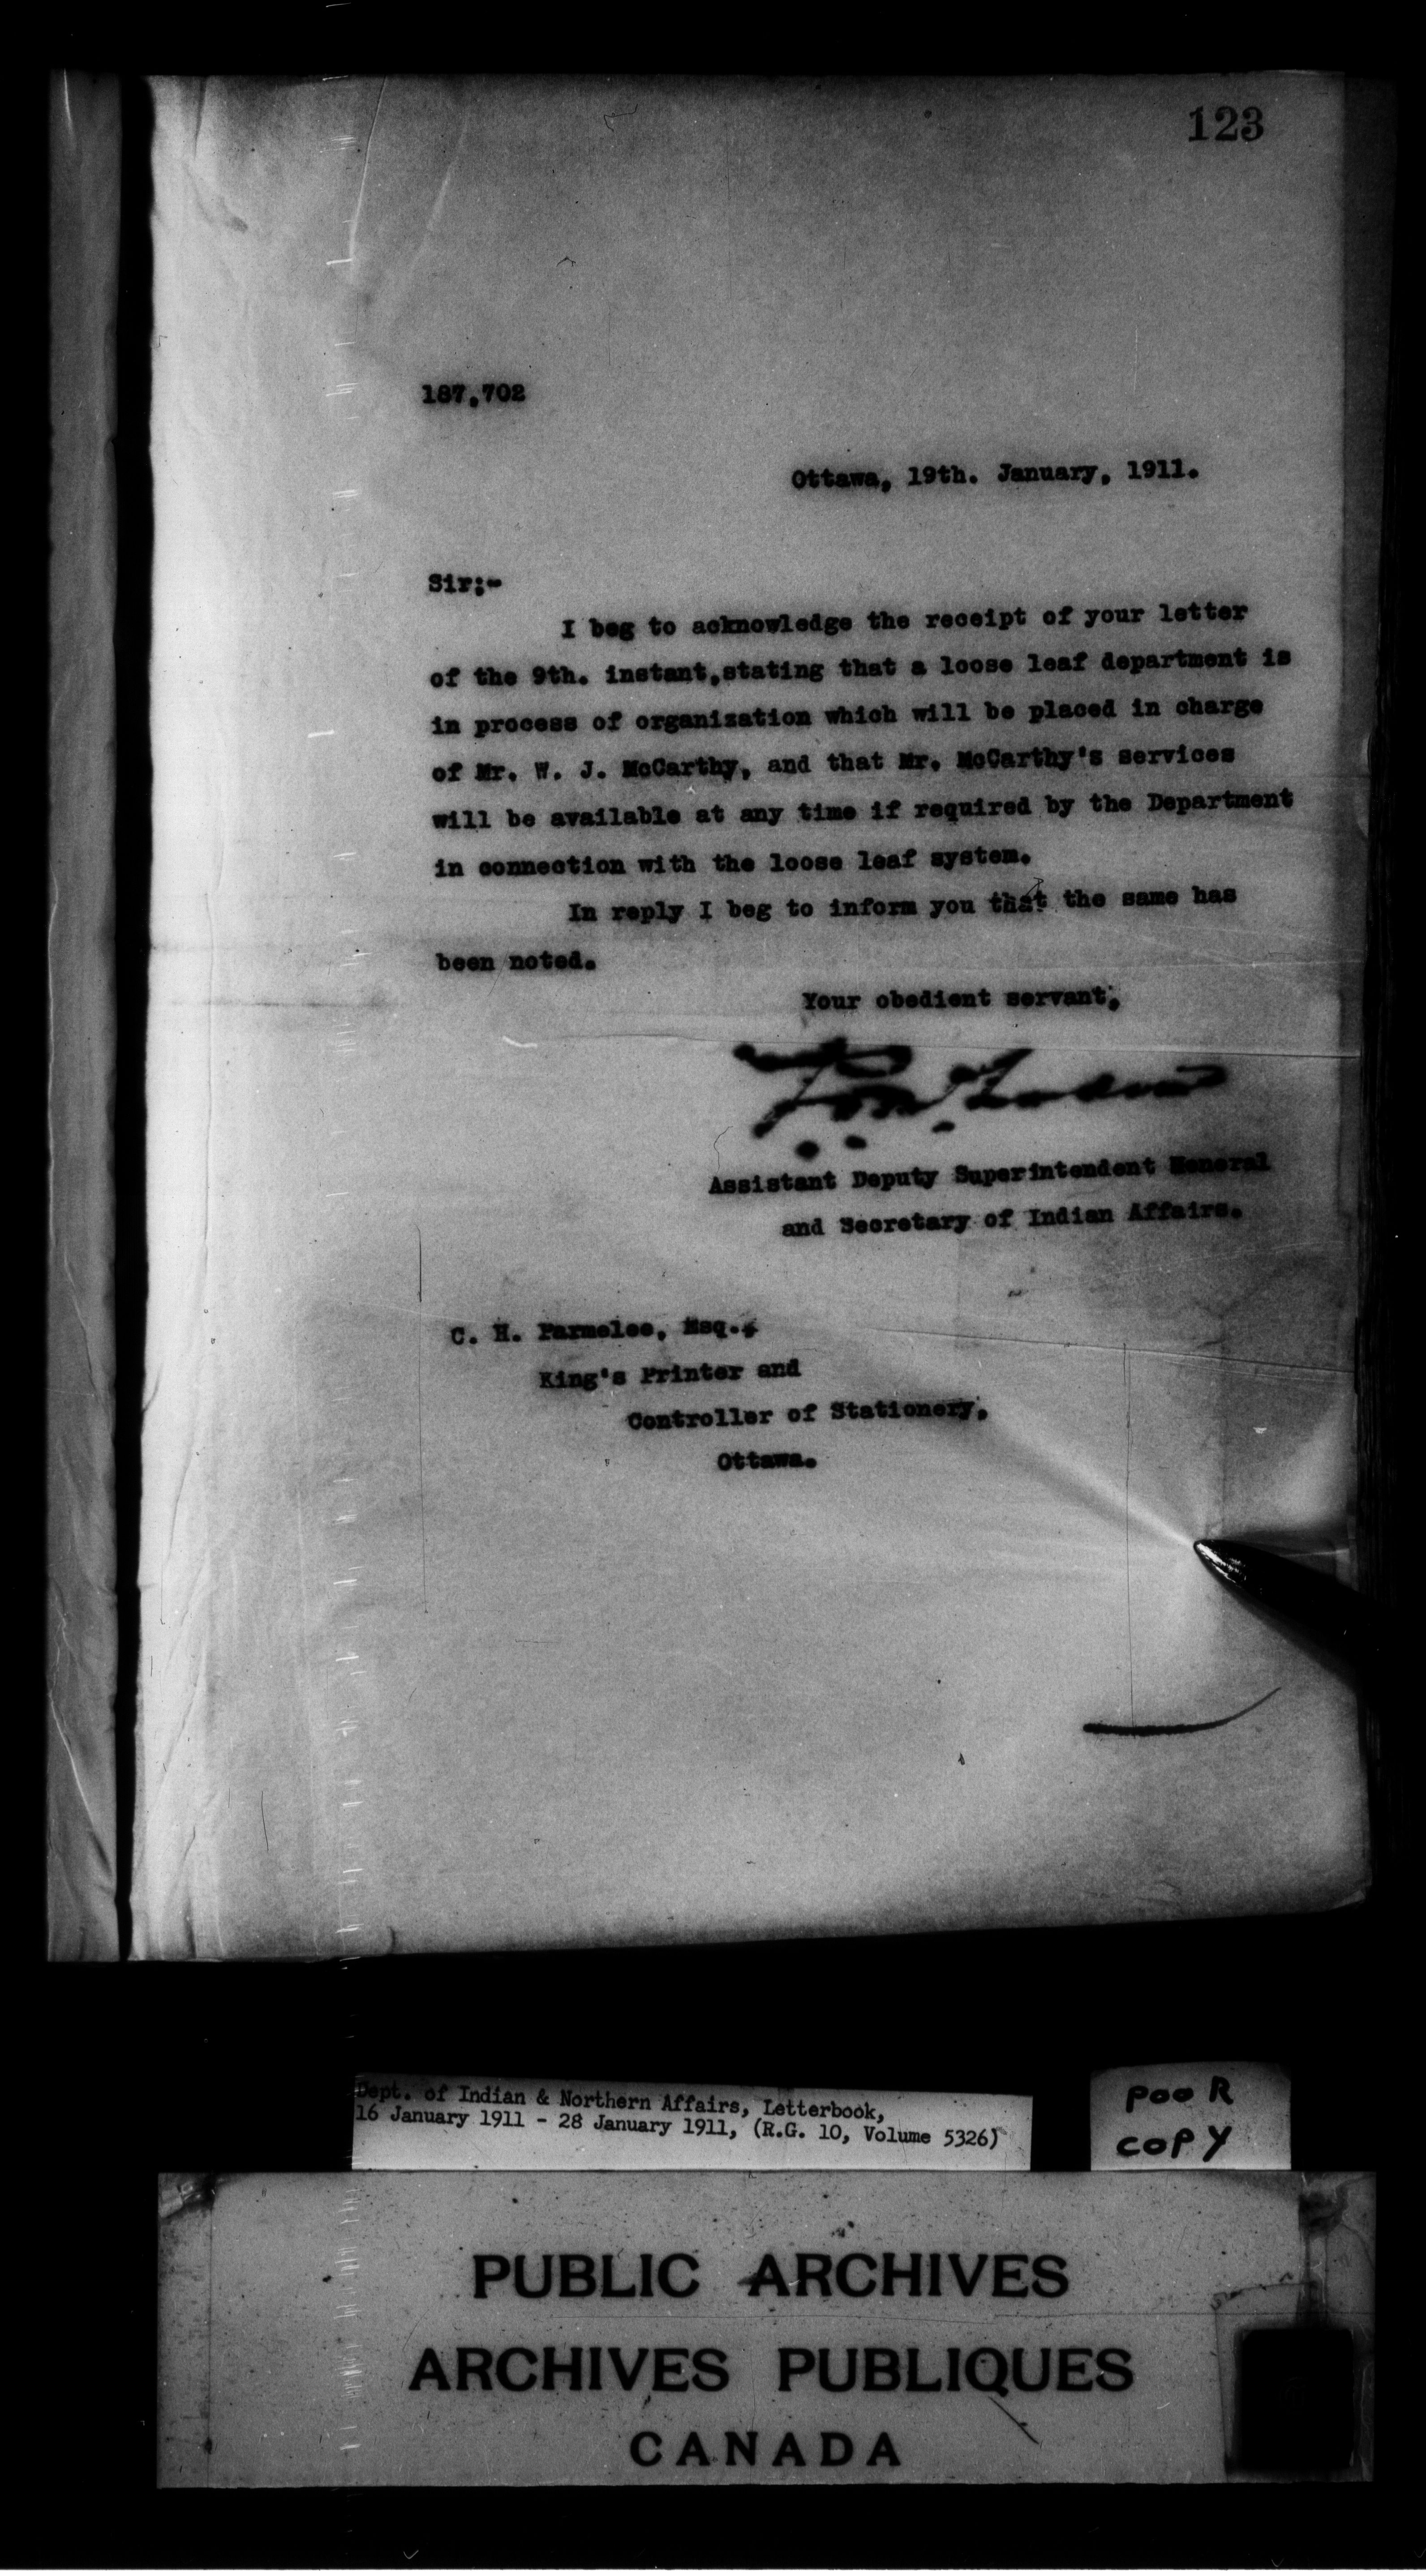 123
187,702
Ottawa, 19th. January, 1911.
Sir;-
I beg to acknowledge the receipt of your letter
of the 9th. instant, stating that a loose leaf department is
in process of organization which will be placed in charge
of Mr. W. J. McCarthy, and that Mr. McCarthy's services
will be available at any time if required by the Department
in connection with the loose leaf system.
In reply I beg to inform you that the same has
been noted.
Your obedient servant,
Assistant Deputy Superintendent General
and Secretary of Indian Affairs.
C. H. Parmelee, Esq.,
King's Printer and
Controller of Stationery,
Ottawa.
Dept. of Indian & Northern Affairs, Letterbook,
16 January 1911 - 28 January 1911, (R.G. 10, Volume 5326)
POOR
COPY
PUBLIC ARCHIVES
ARCHIVES PUBLIQUES
CANADA